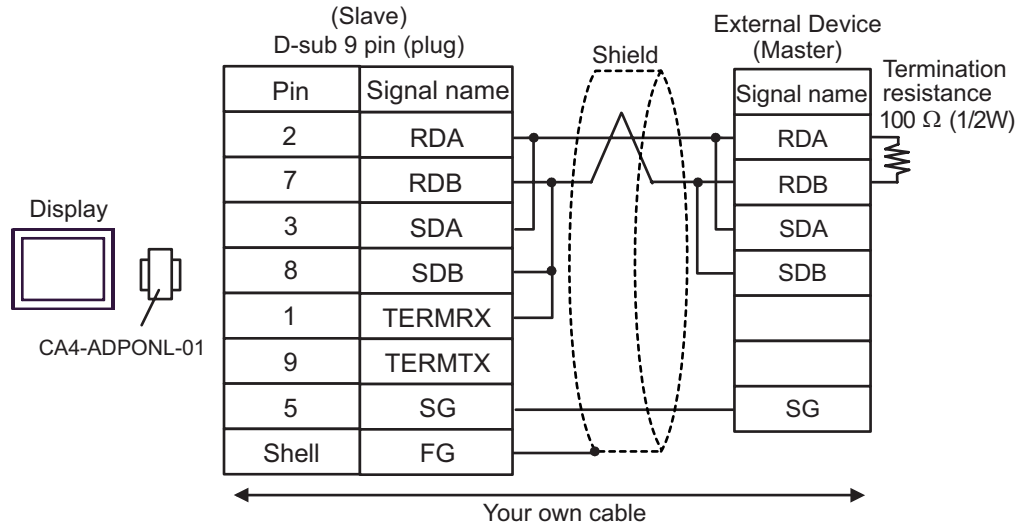 (Slave)
D-sub 9 pin (plug)
Shield
External Device
(Master)
Termination
resistance
100 Ω (1/2W)
Pin Signal name
Signal name
2 RDA
RDA
7 RDB
RDB
Display
3 SDA
SDA
8 SDB
SDB
1 TERMRX
CA4-ADPONL-01
9 TERMTX
5 SG
SG
Shell FG
Your own cable